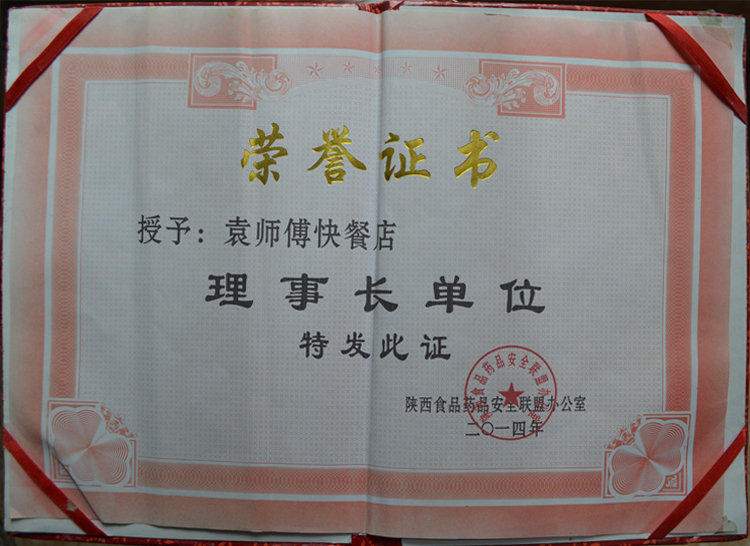 荣誉证书
授予：袁师傅快餐店
理事长单位
特发此证
陕西食品药品安全联盟办公室
二〇一四年